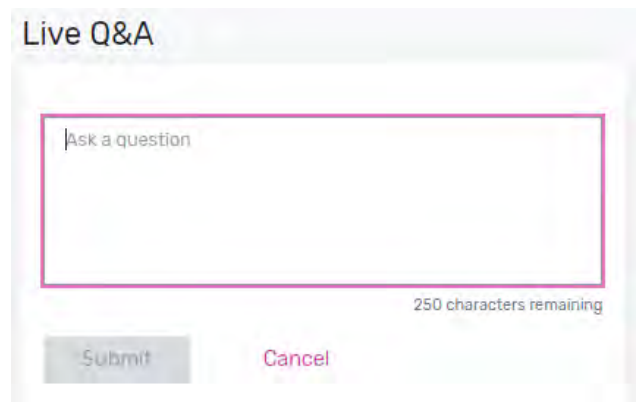 Live Q&A
Ask a question
250 characters remaining
Submit Cancel